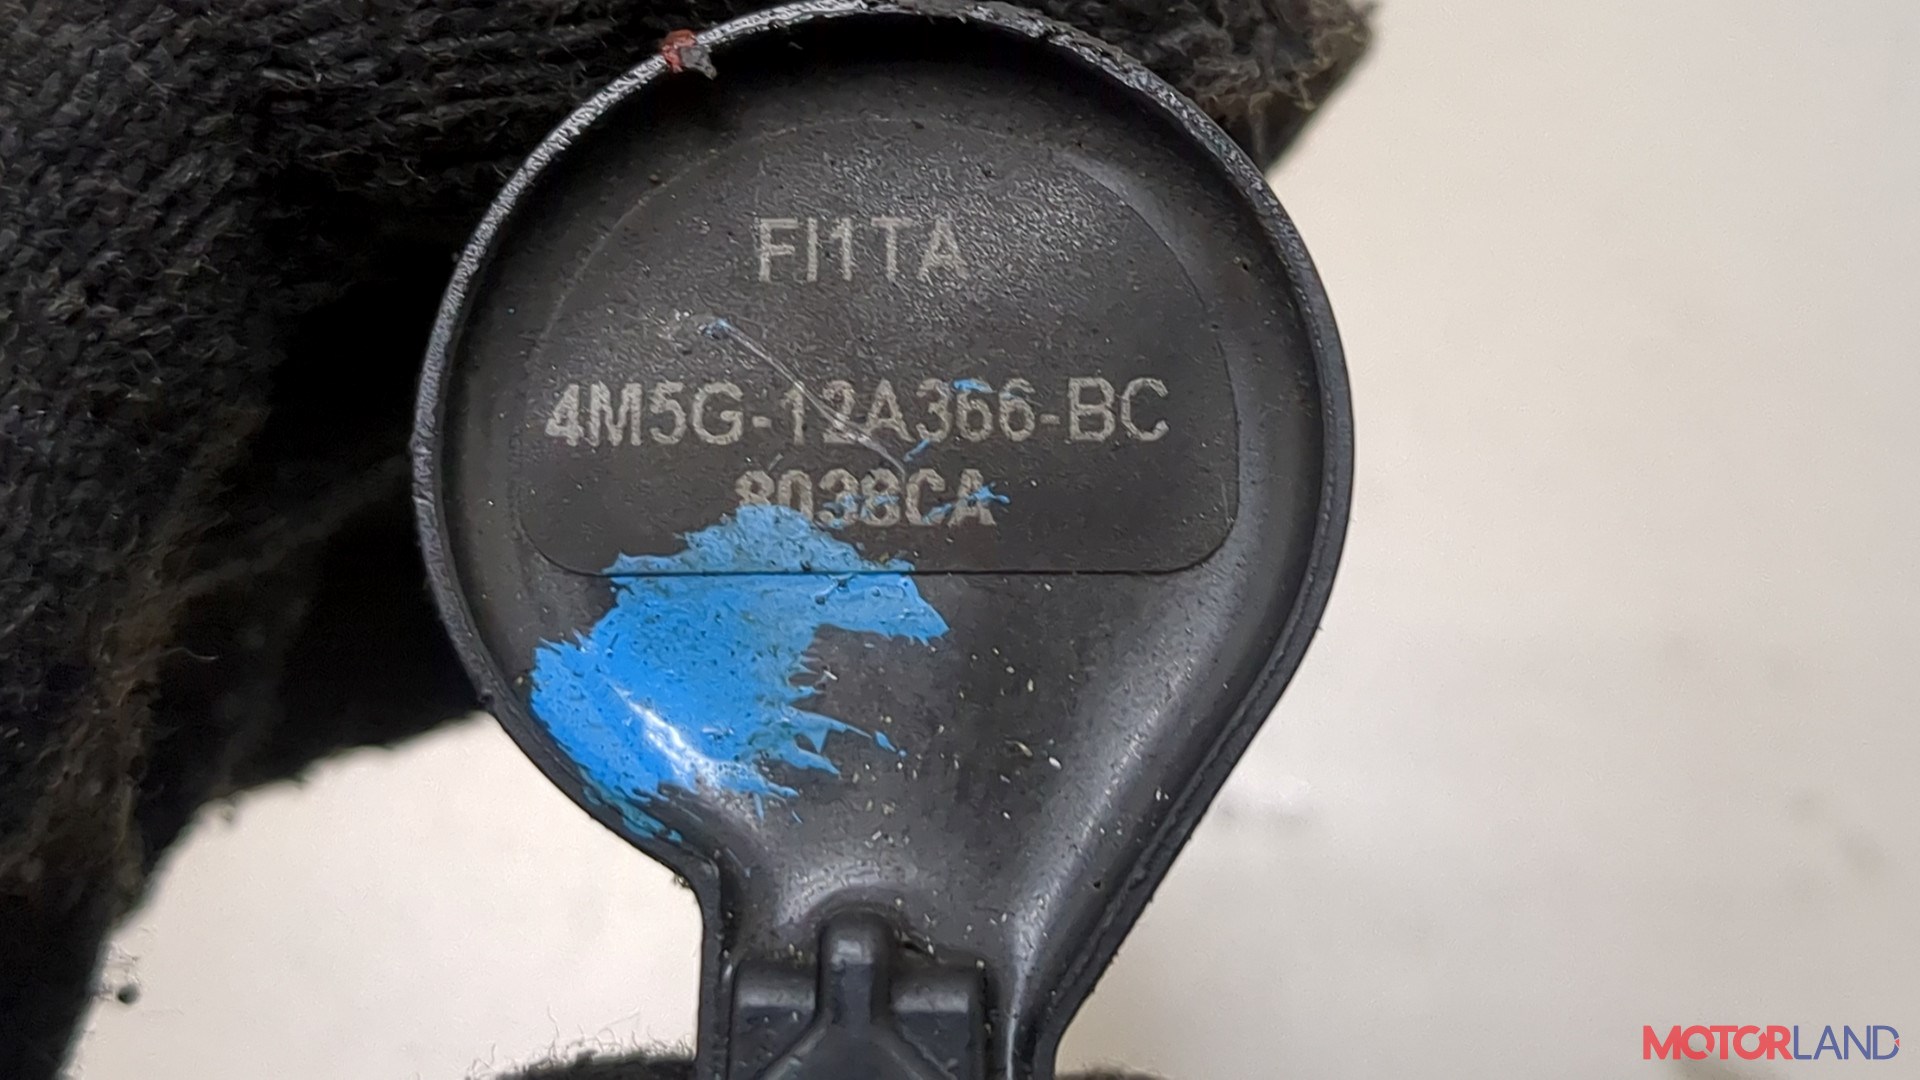 FI1TA
4M5G-12A366-BC
8038CA
MOTORLAND